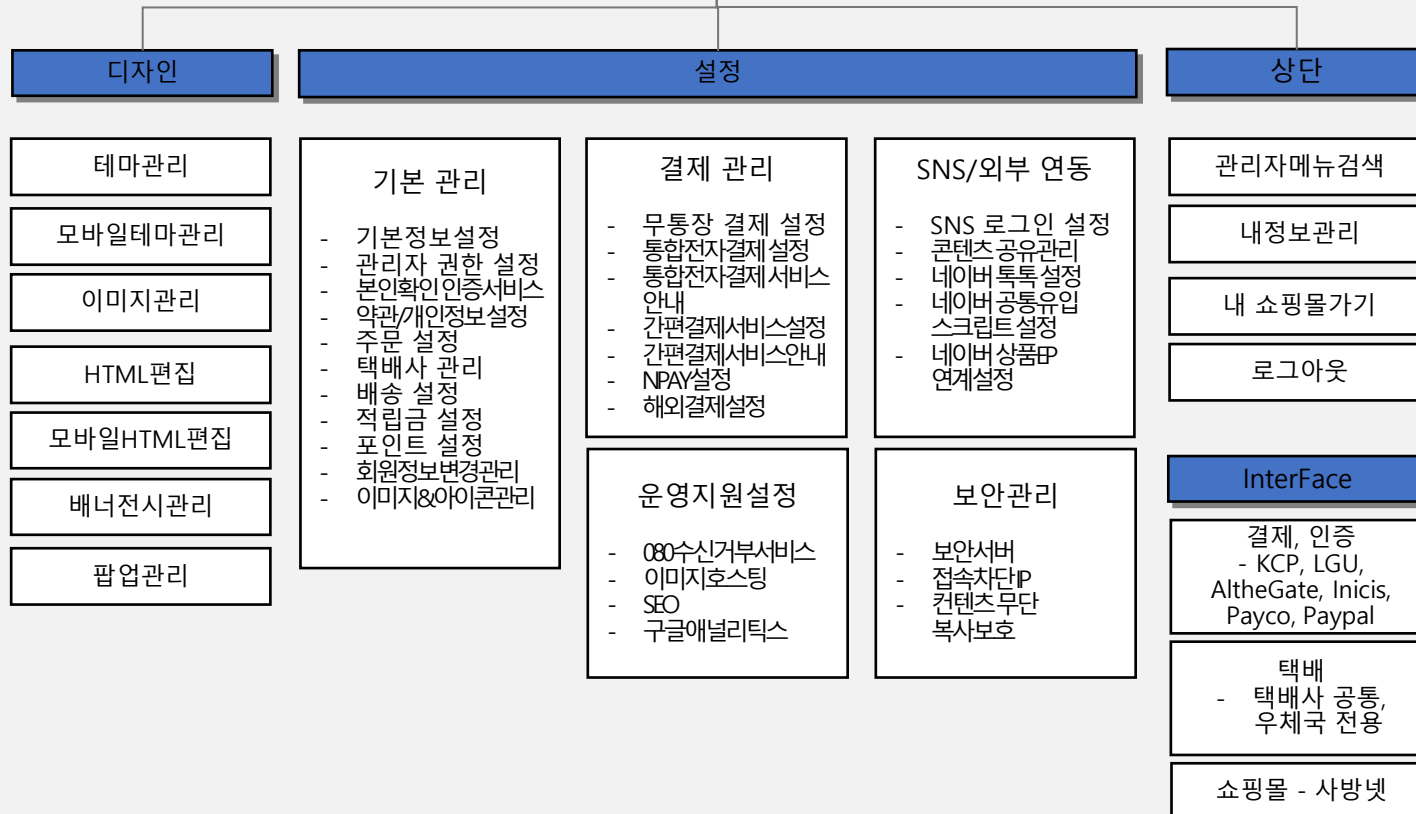 디자인
설정
상단
테마관리
모바일테마관리
이미지관리
HTML편집
모바일HTML편집
배너전시관리
팝업관리
기본 관리
- 기본정보설정
- 관리자 권한 설정
- 본인확인인증서비스
- 약관/개인정보설정
- 주문 설정
- 택배사 관리
- 배송 설정
- 적립금 설정
- 포인트 설정
- 회원정보변경관리
- 이미지&아이콘관리
결제 관리
- 무통장 결제 설정
- 통합전자결제설정
- 통합전자결제서비스
안내
- 간편결제서비스설정
- 간편결제서비스안내
- NPAY설정
- 해외결제설정
SNS/외부 연동
- SNS 로그인 설정
- 콘텐츠공유관리
- 네이버톡톡설정
- 네이버공통유입
스크립트설정
- 네이버상품EP
연계설정
운영지원설정
- 080수신거부서비스
- 이미지호스팅
- SEO
- 구글애널리틱스
보안관리
- 보안서버
- 접속차단IP
- 컨텐츠무단
복사보호
관리자메뉴검색
내정보관리
내 쇼핑몰가기
로그아웃
InterFace
결제, 인증
- KCP, LGU,
AltheGate, Inicis,
Payco, Paypal
택배
- 택배사 공통,
우체국 전용
쇼핑몰 - 사방넷